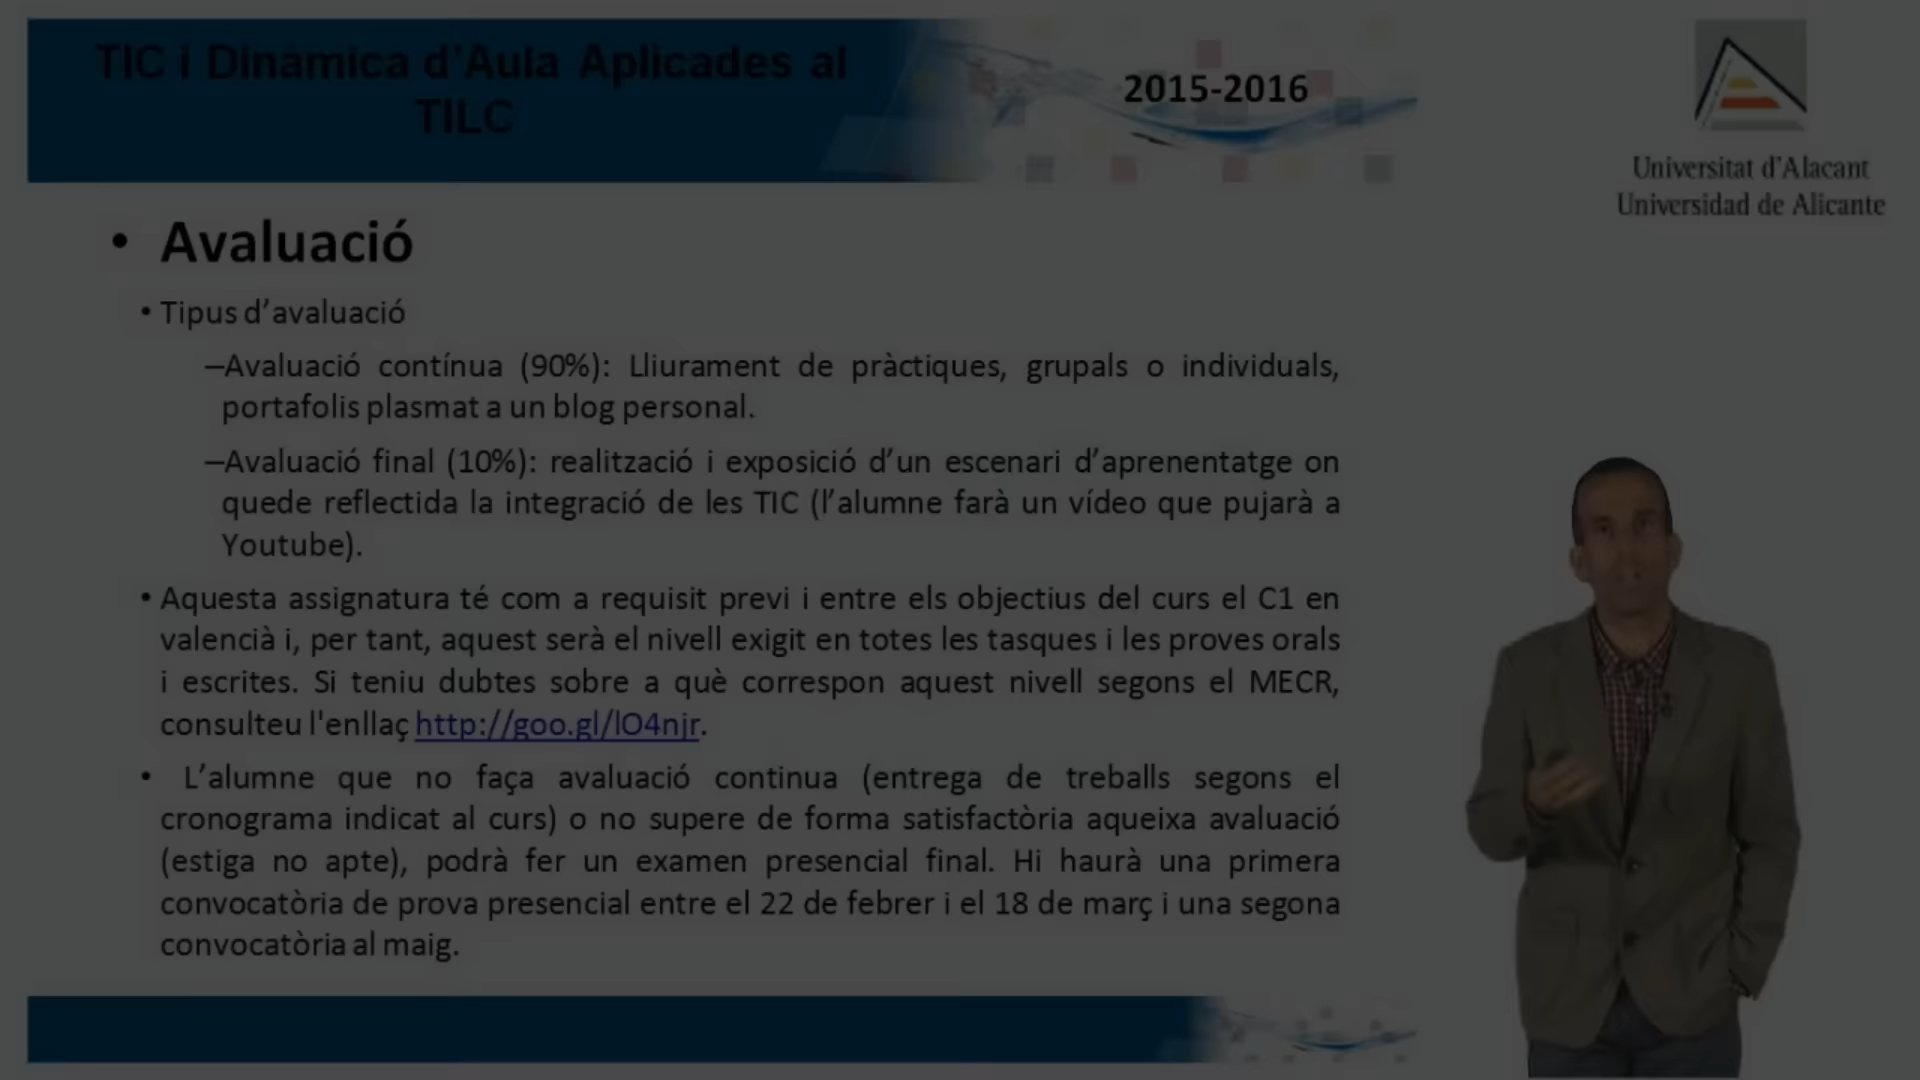 TIC i Dinàmica d'Aula Aplicades al
TILC
2015-2016
Universitat d'Alacant
Universidad de Alicante
• Avaluació
• Tipus d'avaluació
–Avaluació contínua (90%): Lliurament de pràctiques, grupals o individuals,
portafolis plasmat a un blog personal.
–Avaluació final (10%): realització i exposició d'un escenari d'aprenentatge on
quede reflectida la integració de les TIC (l'alumne farà un vídeo que pujarà a
Youtube).
• Aquesta assignatura té com a requisit previ i entre els objectius del curs el C1 en
valencià i, per tant, aquest serà el nivell exigit en totes les tasques i les proves orals
i escrites. Si teniu dubtes sobre a què correspon aquest nivell segons el MECR,
consulteu l'enllaç http://goo.gl/lO4njr.
• L'alumne que no faça avaluació continua (entrega de treballs segons el
cronograma indicat al curs) o no supere de forma satisfactòria aqueixa avaluació
(estiga no apte), podrà fer un examen presencial final. Hi haurà una primera
convocatòria de prova presencial entre el 22 de febrer i el 18 de març i una segona
convocatòria al maig.